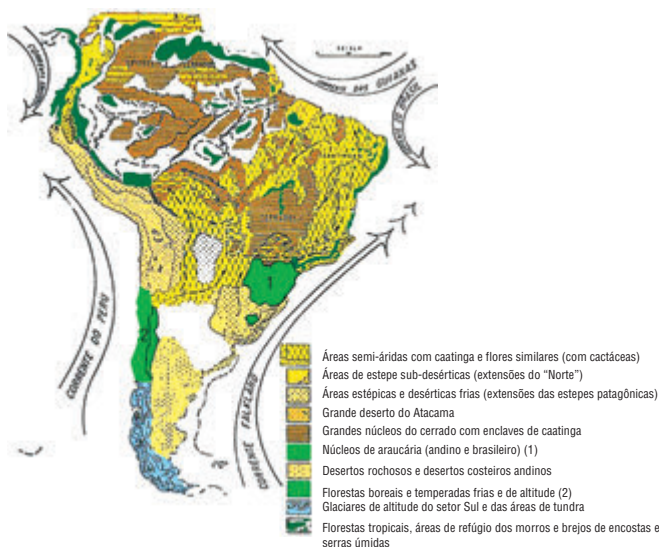 ESCALA
CORRENTE DAS GUIANAS
CORRENTE DO BRASIL
CORRENTE DO PERU
CORRENTE FALKLAND
1
2
Áreas semi-áridas com caatinga e flores similares (com cactáceas)
Áreas de estepe sub-desérticas (extensões do “Norte”)
Áreas estépicas e desérticas frias (extensões das estepes patagônicas)
Grande deserto do Atacama
Grandes núcleos do cerrado com enclaves de caatinga
Núcleos de araucária (andino e brasileiro) (1)
Desertos rochosos e desertos costeiros andinos
Florestas boreais e temperadas frias e de altitude (2)
Glaciares de altitude do setor Sul e das áreas de tundra
Florestas tropicais, áreas de refúgio dos morros e brejos de encostas e
serras úmidas